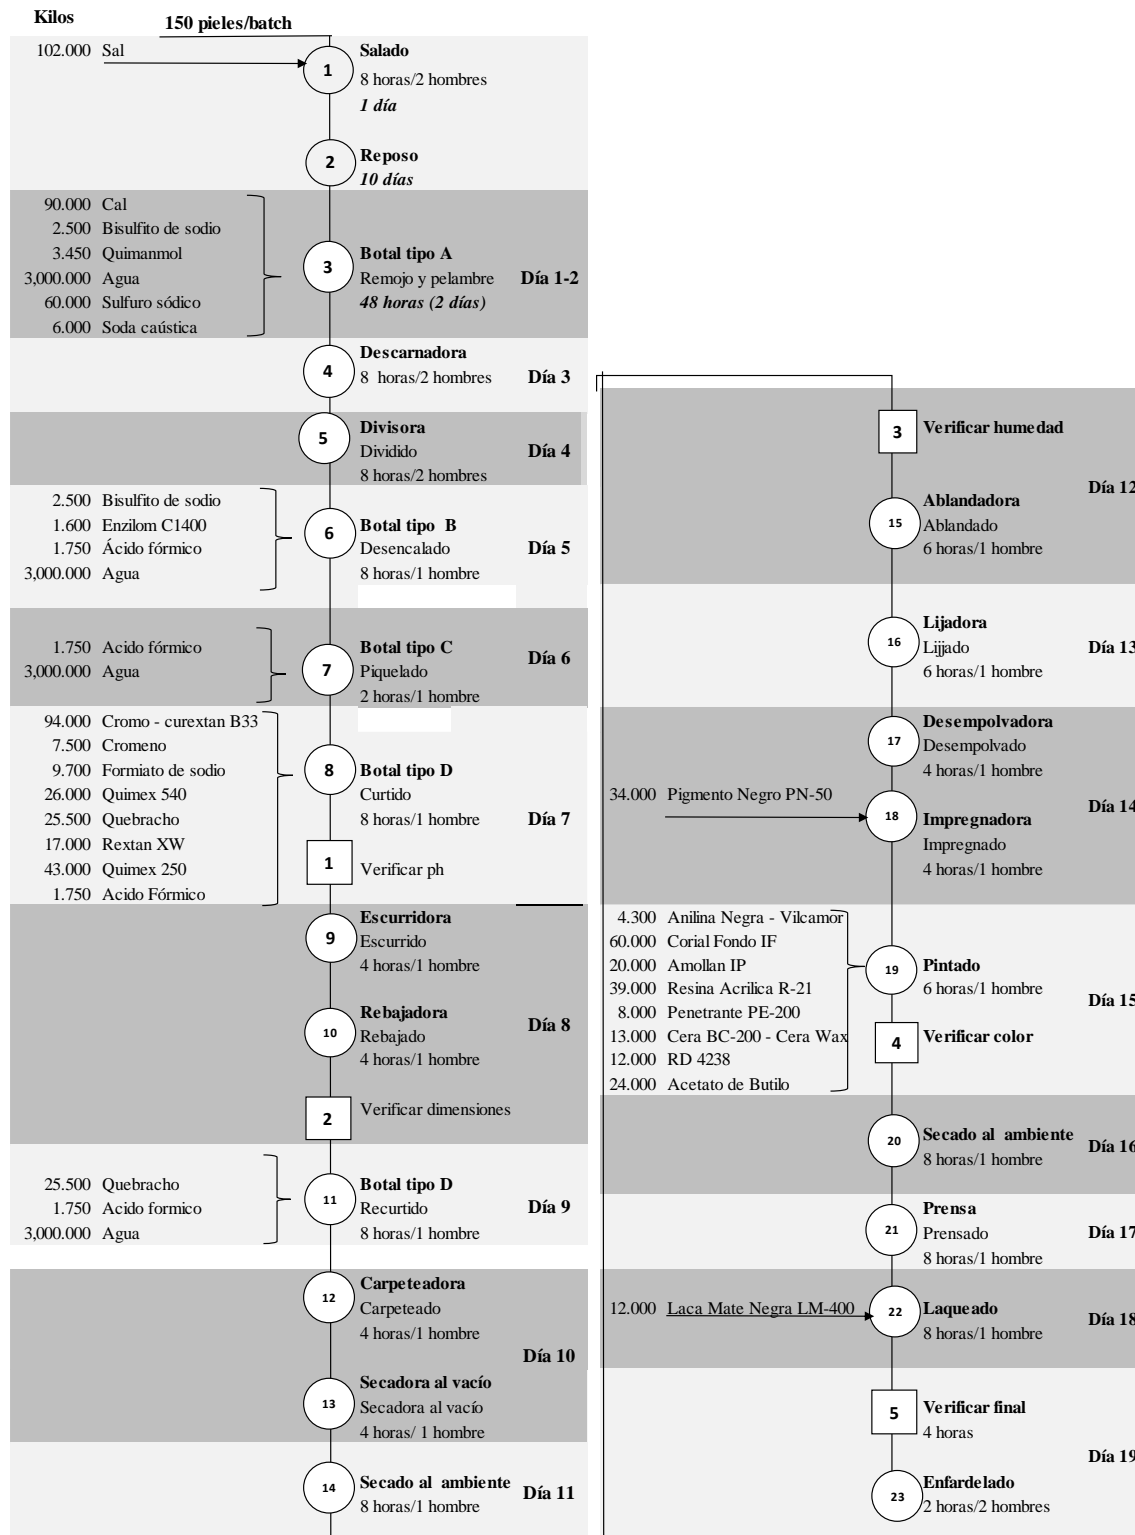 Kilos
150 pieles/batch
102.000 Sal
1
Salado
8 horas/2 hombres
1 día
2
Reposo
10 días
90.000 Cal
2.500 Bisulfito de sodio
3.450 Quimanmol
3,000.000 Agua
60.000 Sulfuro sódico
6.000 Soda caústica
3
Botal tipo A
Remojo y pelambre
48 horas (2 días)
Día 1-2
4
Descarnadora
8 horas/2 hombres
Día 3
5
Divisora
Dividido
8 horas/2 hombres
Día 4
2.500 Bisulfito de sodio
1.600 Enzilom C1400
1.750 Ácido fórmico
3,000.000 Agua
6
Botal tipo B
Desencalado
8 horas/1 hombre
Día 5
1.750 Acido fórmico
3,000.000 Agua
7
Botal tipo C
Piquelado
2 horas/1 hombre
Día 6
94.000 Cromo - curextan B33
7.500 Cromeno
9.700 Formiato de sodio
26.000 Quimex 540
25.500 Quebracho
17.000 Rextan XW
43.000 Quimex 250
1.750 Acido Fórmico
8
Botal tipo D
Curtido
8 horas/1 hombre
Día 7
1
Verificar ph
9
Escurridora
Escurrido
4 horas/1 hombre
10
Rebajadora
Rebajado
4 horas/1 hombre
Día 8
2
Verificar dimensiones
25.500 Quebracho
1.750 Acido formico
3,000.000 Agua
11
Botal tipo D
Recurtido
8 horas/1 hombre
Día 9
12
Carpeteadora
Carpeteado
4 horas/1 hombre
Día 10
13
Secadora al vacío
Secadora al vacío
4 horas/ 1 hombre
14
Secado al ambiente
8 horas/1 hombre
Día 11
3
Verificar humedad
Día 12
15
Ablandadora
Ablandado
6 horas/1 hombre
16
Lijadora
Lijjado
6 horas/1 hombre
Día 13
17
Desempolvadora
Desempolvado
4 horas/1 hombre
34.000 Pigmento Negro PN-50
18
Impregnadora
Impregnado
4 horas/1 hombre
Día 14
4.300 Anilina Negra - Vilcamor
60.000 Corial Fondo IF
20.000 Amollan IP
39.000 Resina Acrilica R-21
8.000 Penetrante PE-200
13.000 Cera BC-200 - Cera Wax
12.000 RD 4238
24.000 Acetato de Butilo
19
Pintado
6 horas/1 hombre
Día 15
4
Verificar color
20
Secado al ambiente
8 horas/1 hombre
Día 16
21
Prensa
Prensado
8 horas/1 hombre
Día 17
12.000 Laca Mate Negra LM-400
22
Laqueado
8 horas/1 hombre
Día 18
5
Verificar final
4 horas
Día 19
23
Enfardelado
2 horas/2 hombres